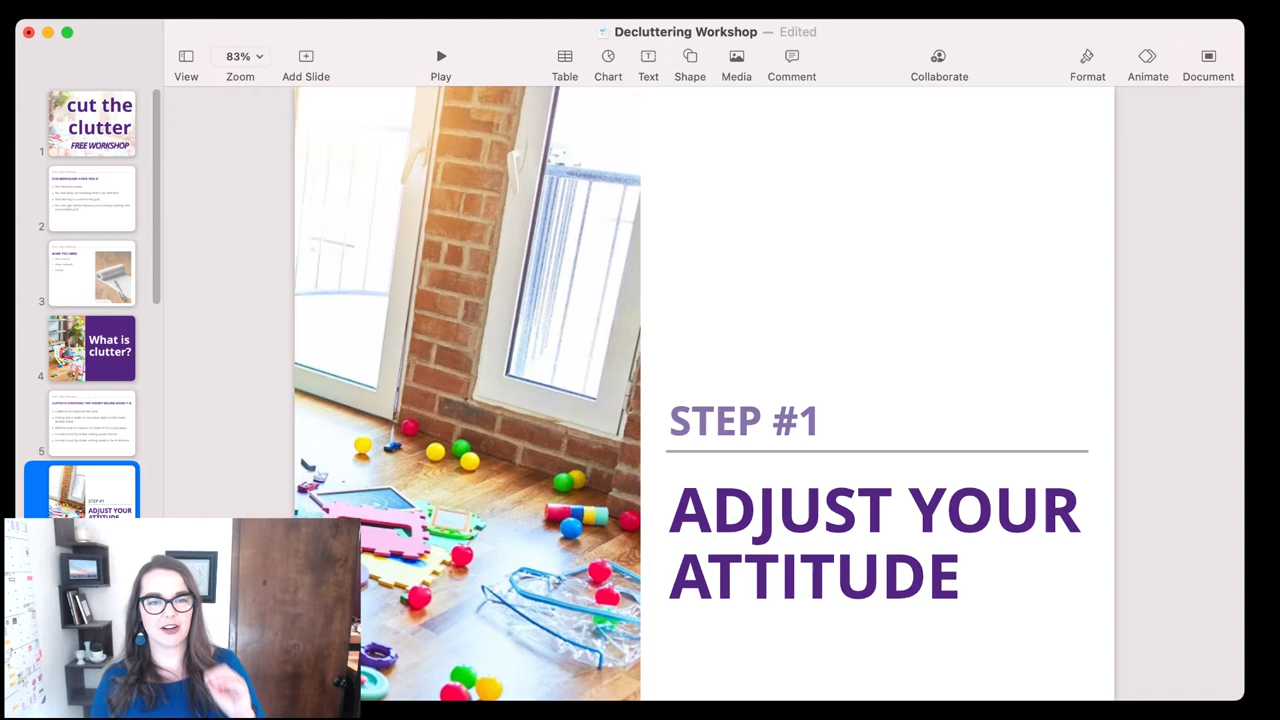 Decluttering Workshop — Edited
83%
View
Zoom
Add Slide
Play
Table
Chart
Text
Shape
Media
Comment
Collaborate
Format
Animate
Document
cut the
clutter
FREE WORKSHOP
1
2
3
What is
clutter?
4
5
STEP #1
ADJUST YOUR
ATTITUDE
STEP #1
ADJUST YOUR
ATTITUDE